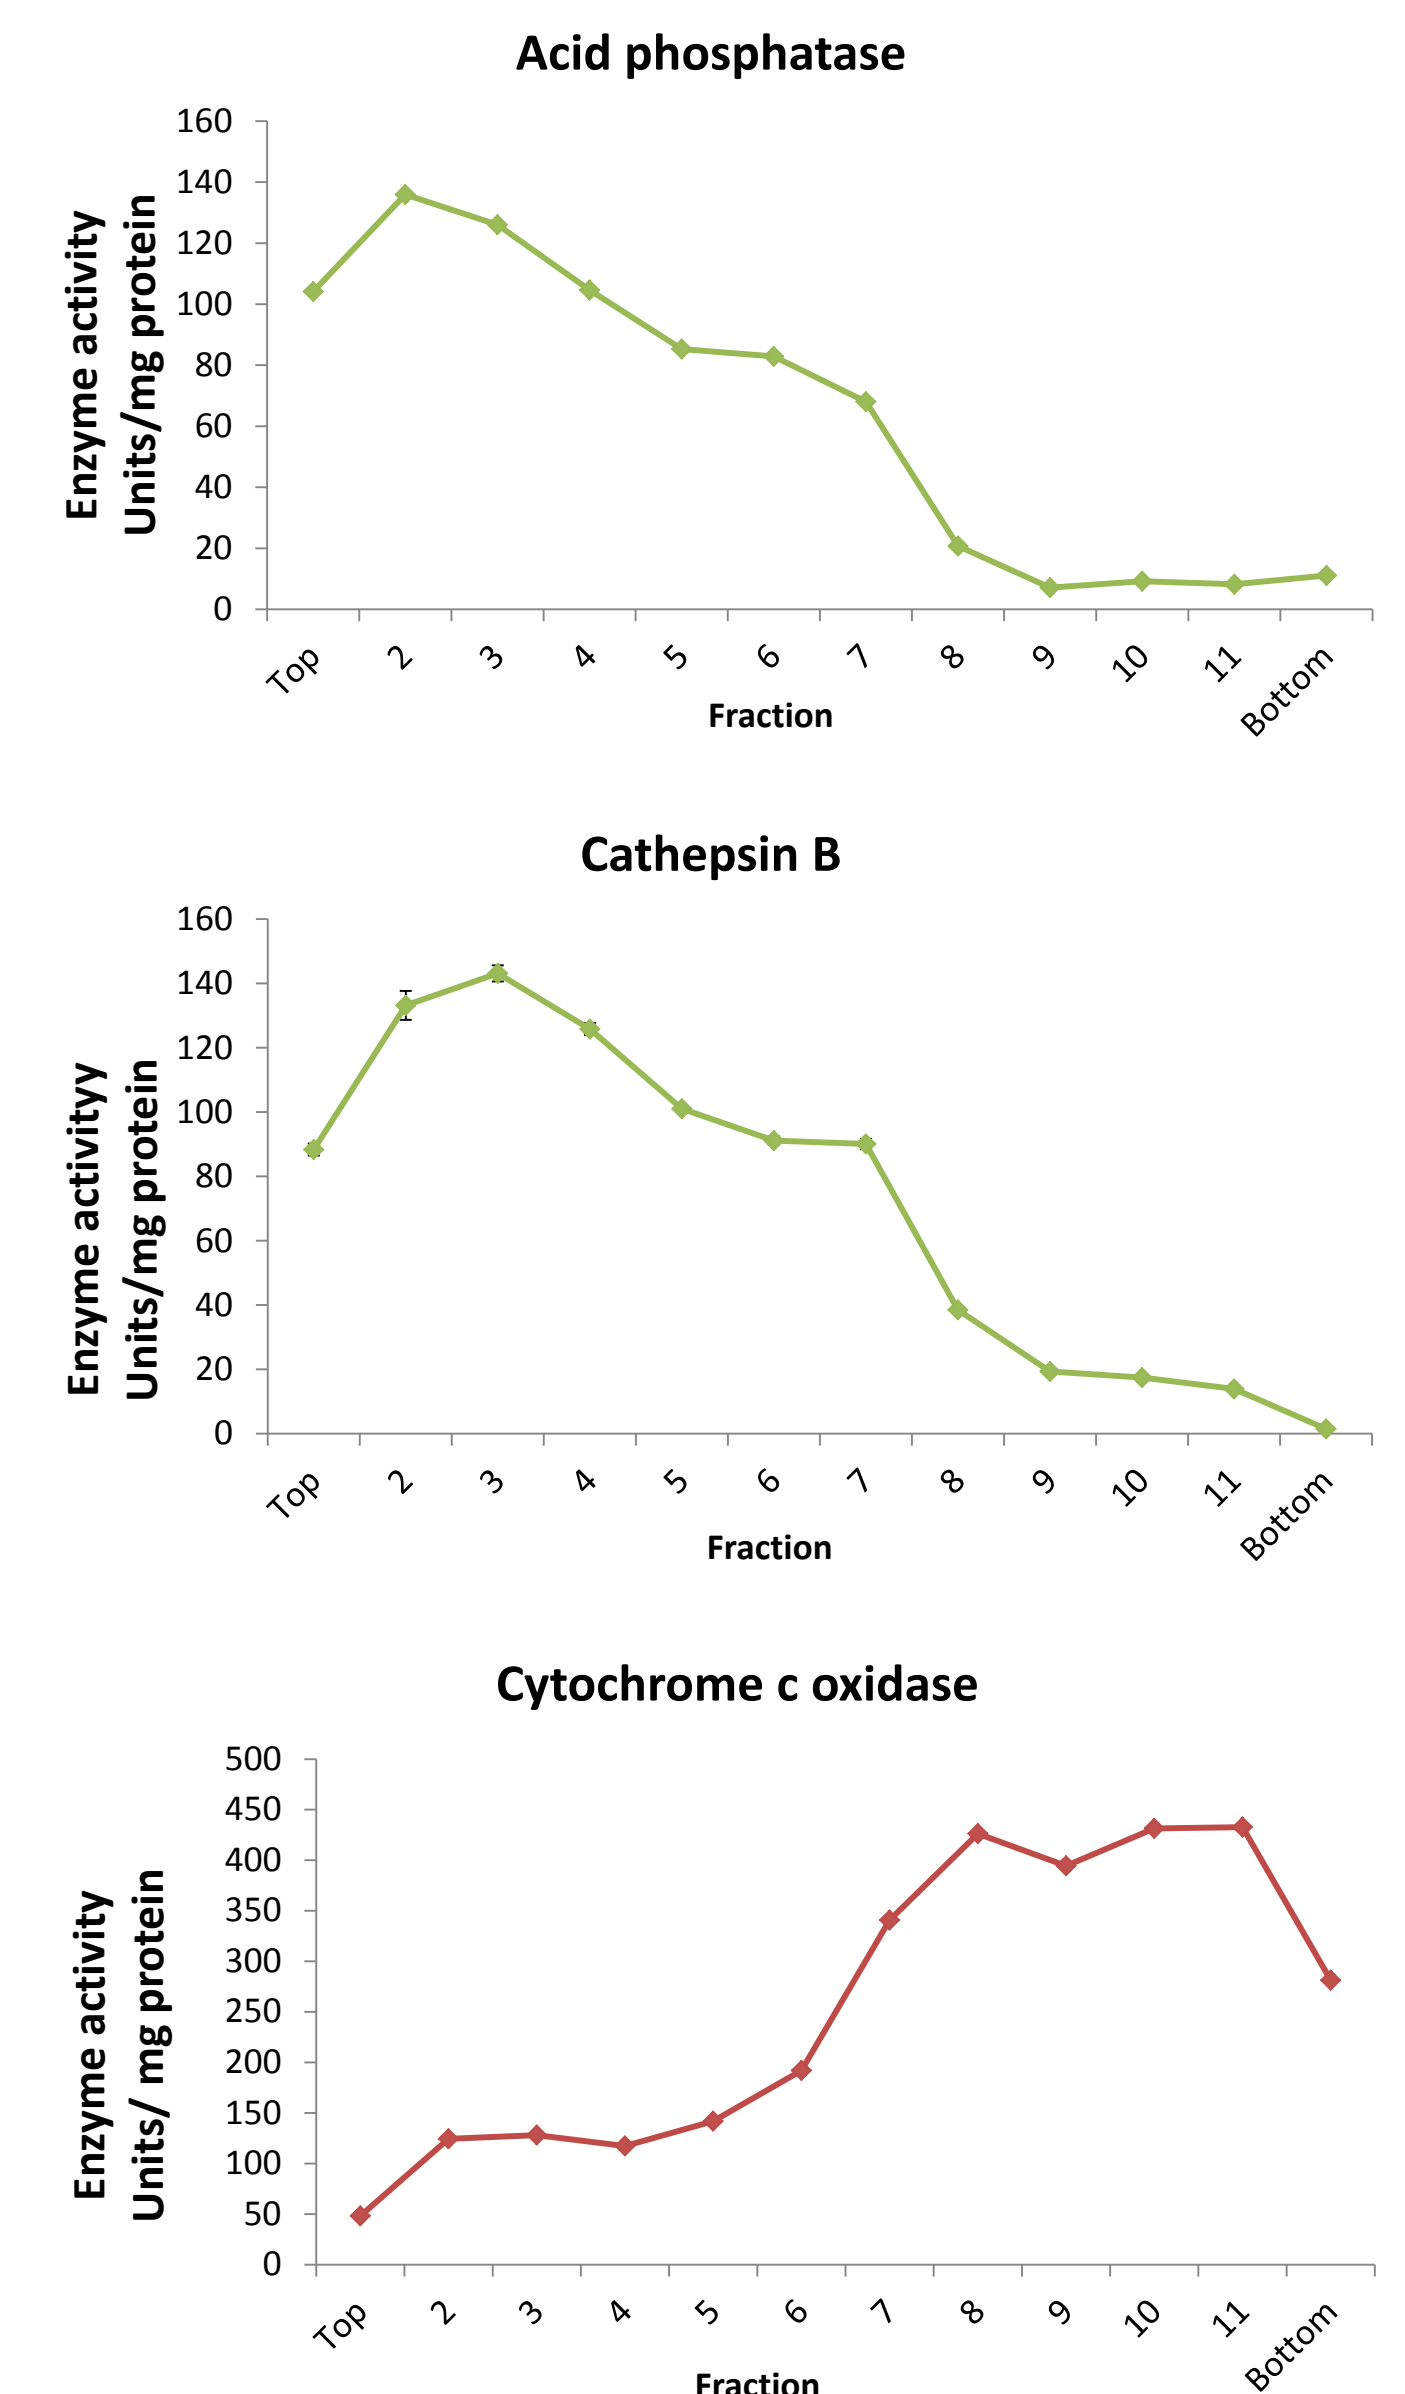 Acid phosphatase
Enzyme activity
Units/mg protein
160
140
120
100
80
60
40
20
0
Top 2 3 4 5 6 7 8 9 10 11 Bottom
Fraction
Cathepsin B
Enzyme activityy
Units/mg protein
160
140
120
100
80
60
40
20
0
Top 2 3 4 5 6 7 8 9 10 11 Bottom
Fraction
Cytochrome c oxidase
Enzyme activity
Units/ mg protein
500
450
400
350
300
250
200
150
100
50
0
Top 2 3 4 5 6 7 8 9 10 11 Bottom
Fraction